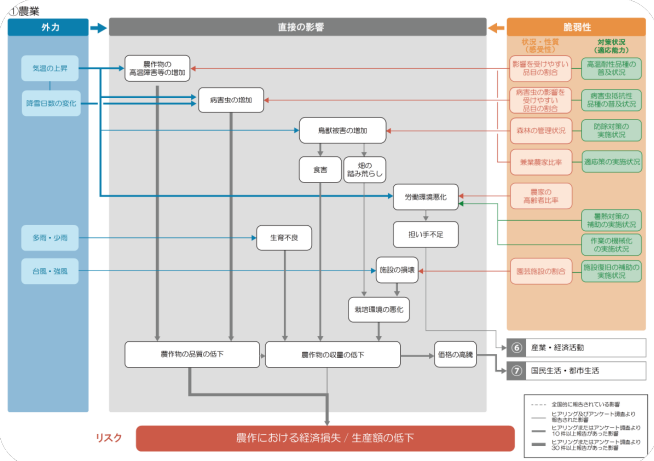 ①農業
外力
直接の影響
脆弱性
状況・性質
(感受性)
対策状況
(適応能力)
気温の上昇
降雪日数の変化
多雨・少雨
台風・強風
農作物の
高温障害等の増加
病害虫の増加
鳥獣被害の増加
食害
畑の
踏み荒らし
労働環境悪化
担い手不足
生育不良
施設の損壊
栽培環境の悪化
農作物の品質の低下
農作物の収量の低下
価格の高騰
影響を受けやすい
品目の割合
病害虫の影響を
受けやすい
品目の割合
森林の管理状況
兼業農家比率
農家の
高齢者比率
園芸施設の割合
高温耐性品種の
普及状況
病害虫抵抗性
品種の普及状況
防除対策の
実施状況
適応策の実施状況
暑熱対策の
補助の実施状況
作業の機械化
の実施状況
施設復旧の補助の
実施状況
⑥ 産業・経済活動
⑦ 国民生活・都市生活
全国的に報告されている影響
ヒアリング及びアンケート調査より
報告された影響
ヒアリングまたはアンケート調査より
10件以上報告があった影響
ヒアリングまたはアンケート調査より
30件以上報告があった影響
リスク
農作における経済損失 / 生産額の低下